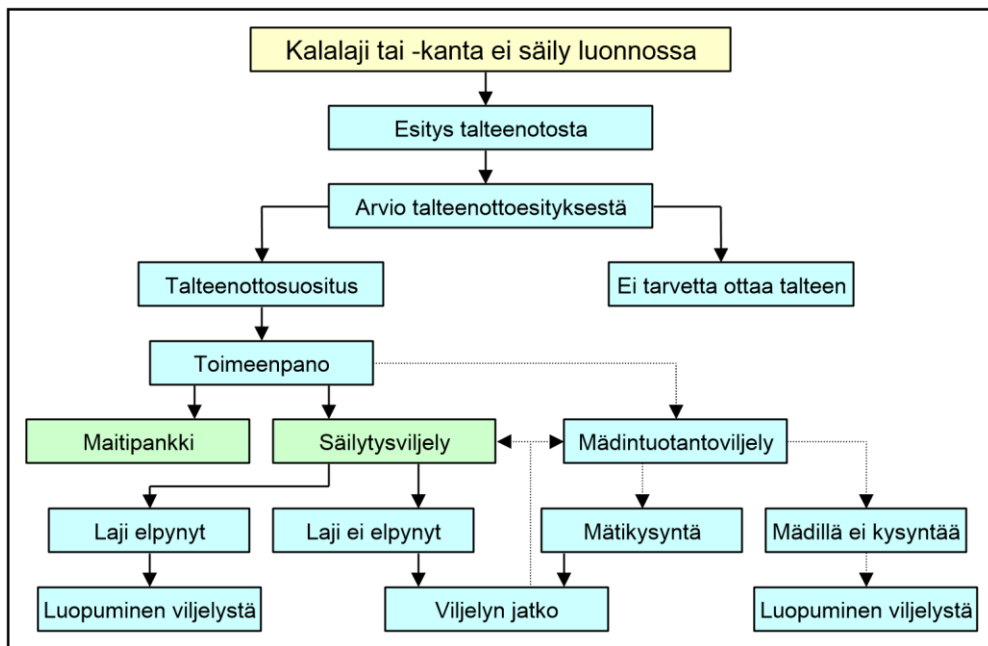 Kalalaji tai -kanta ei säily luonnossa
Esitys talteenotosta
Arvio talteenottoesityksestä
Talteenottosuositus
Ei tarvetta ottaa talteen
Toimeenpano
Maitipankki
Säilytysviljely
Mädintuotantoviljely
Laji elpynyt
Laji ei elpynyt
Mätikysyntä
Mädillä ei kysyntää
Luopuminen viljelystä
Viljelyn jatko
Luopuminen viljelystä